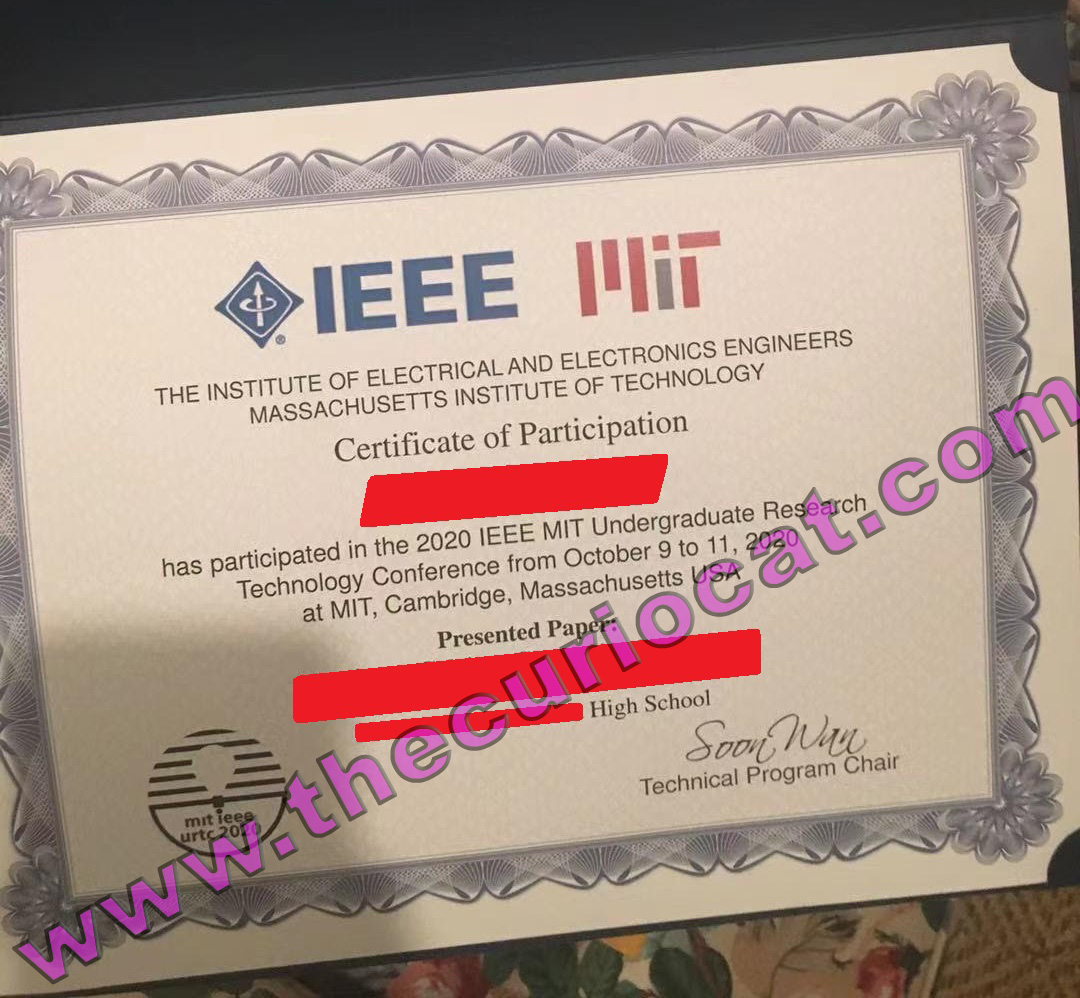 IEEE MIT
THE INSTITUTE OF ELECTRICAL AND ELECTRONICS ENGINEERS
MASSACHUSETTS INSTITUTE OF TECHNOLOGY
Certificate of Participation
has participated in the 2020 IEEE MIT Undergraduate Research
Technology Conference from October 9 to 11, 2020
at MIT, Cambridge, Massachusetts USA
Presented Paper:
High School
Soon Wan
Technical Program Chair
mit ieee
urtc 2020
www.thecuriocat.com